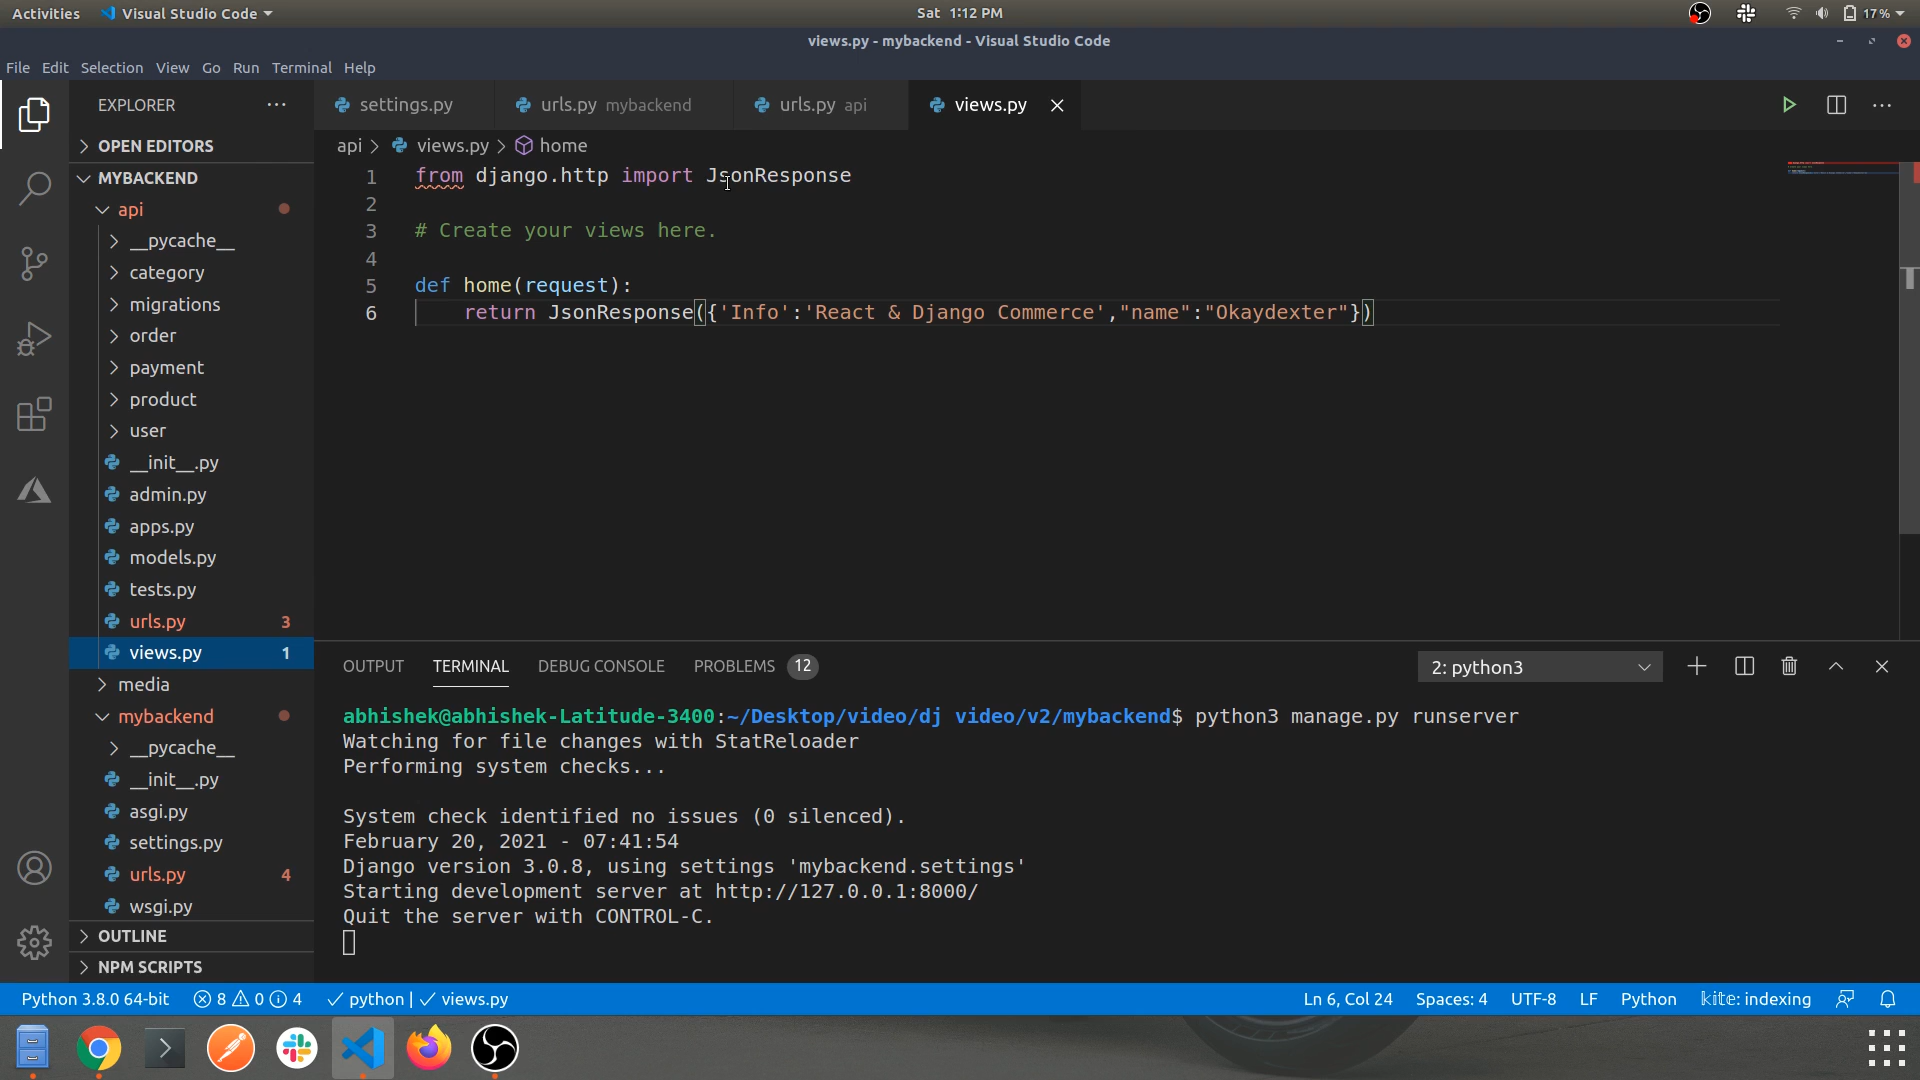 Activities Visual Studio Code Sat 1:12 PM 17%
views.py - mybackend - Visual Studio Code
File Edit Selection View Go Run Terminal Help
EXPLORER
OPEN EDITORS
MYBACKEND
api
__pycache__
category
migrations
order
payment
product
user
__init__.py
admin.py
apps.py
models.py
tests.py
urls.py 3
views.py 1
media
mybackend
__pycache__
__init__.py
asgi.py
settings.py
urls.py 4
wsgi.py
OUTLINE
NPM SCRIPTS
settings.py urls.py mybackend urls.py api views.py
api > views.py > home
1 from django.http import JsonResponse
2
3 # Create your views here.
4
5 def home(request):
6 return JsonResponse({'Info':'React & Django Commerce',"name":"Okaydexter"})
OUTPUT TERMINAL DEBUG CONSOLE PROBLEMS 12 2: python3
abhishek@abhishek-Latitude-3400:~/Desktop/video/dj video/v2/mybackend$ python3 manage.py runserver
Watching for file changes with StatReloader
Performing system checks...
System check identified no issues (0 silenced).
February 20, 2021 - 07:41:54
Django version 3.0.8, using settings 'mybackend.settings'
Starting development server at http://127.0.0.1:8000/
Quit the server with CONTROL-C.
Python 3.8.0 64-bit 8 0 4 python | views.py Ln 6, Col 24 Spaces: 4 UTF-8 LF Python kite: indexing